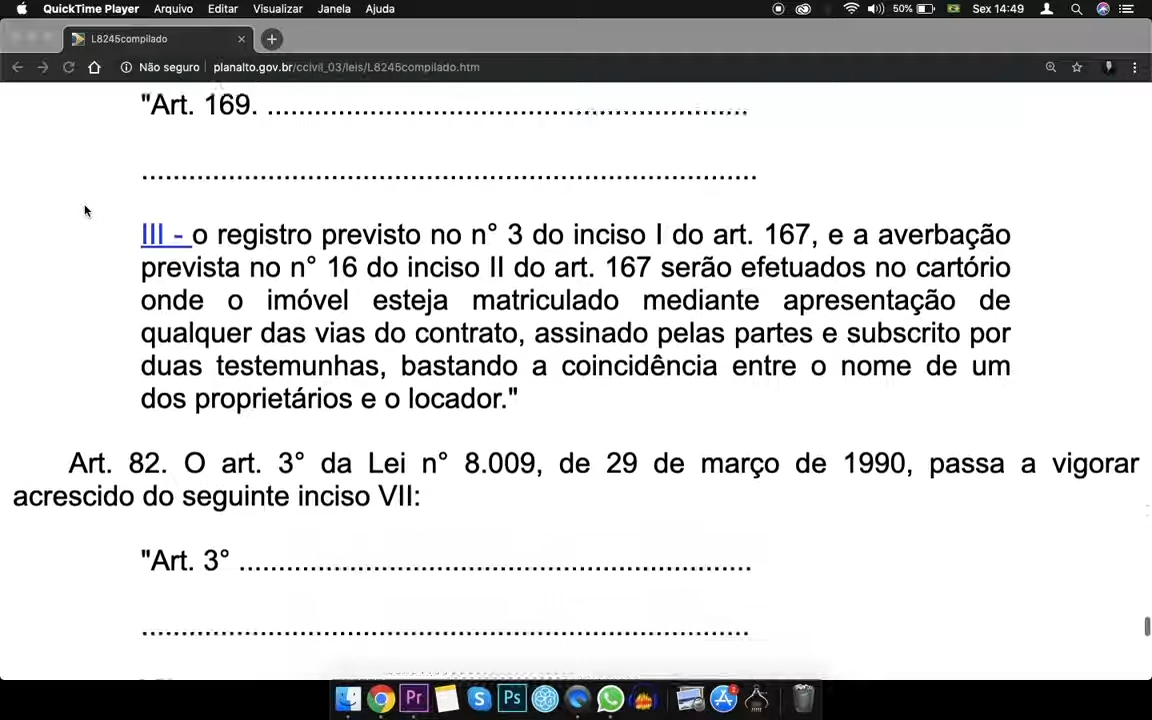 QuickTime Player Arquivo Editar Visualizar Janela Ajuda 50% Sex 14:49
L8245compilado
Não seguro planalto.gov.br/ccivil_03/leis/L8245compilado.htm
"Art. 169. ..............................................................
................................................................................
III - o registro previsto no n° 3 do inciso I do art. 167, e a averbação
prevista no n° 16 do inciso II do art. 167 serão efetuados no cartório
onde o imóvel esteja matriculado mediante apresentação de
qualquer das vias do contrato, assinado pelas partes e subscrito por
duas testemunhas, bastando a coincidência entre o nome de um
dos proprietários e o locador."
Art. 82. O art. 3° da Lei n° 8.009, de 29 de março de 1990, passa a vigorar
acrescido do seguinte inciso VII:
"Art. 3° ..................................................................
...............................................................................
Pr Ps 2